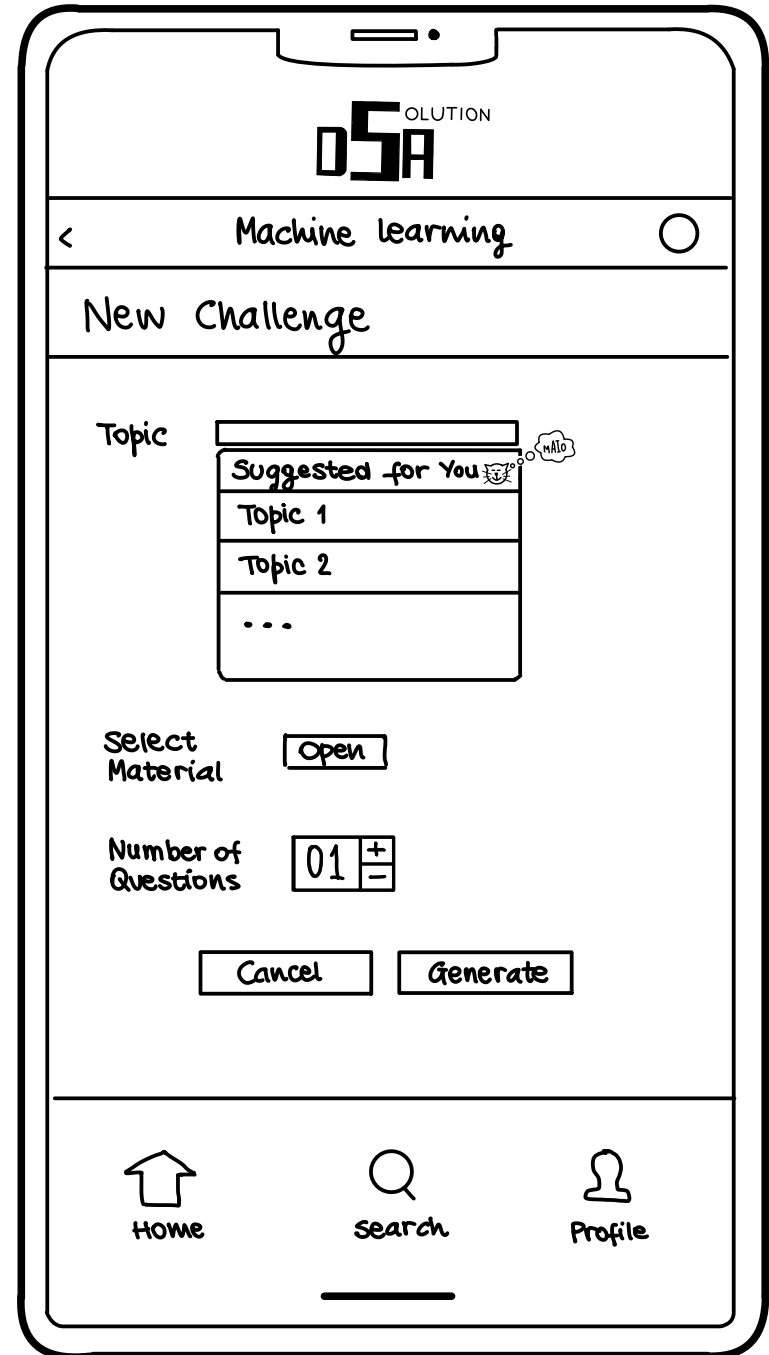 OLUTION
DSA
< Machine learning
New Challenge
Topic
MAIO
Suggested for You
Topic 1
Topic 2
...
Select
Material
Open
Number of
Questions
01
+
-
Cancel
Generate
Home
Search
Profile